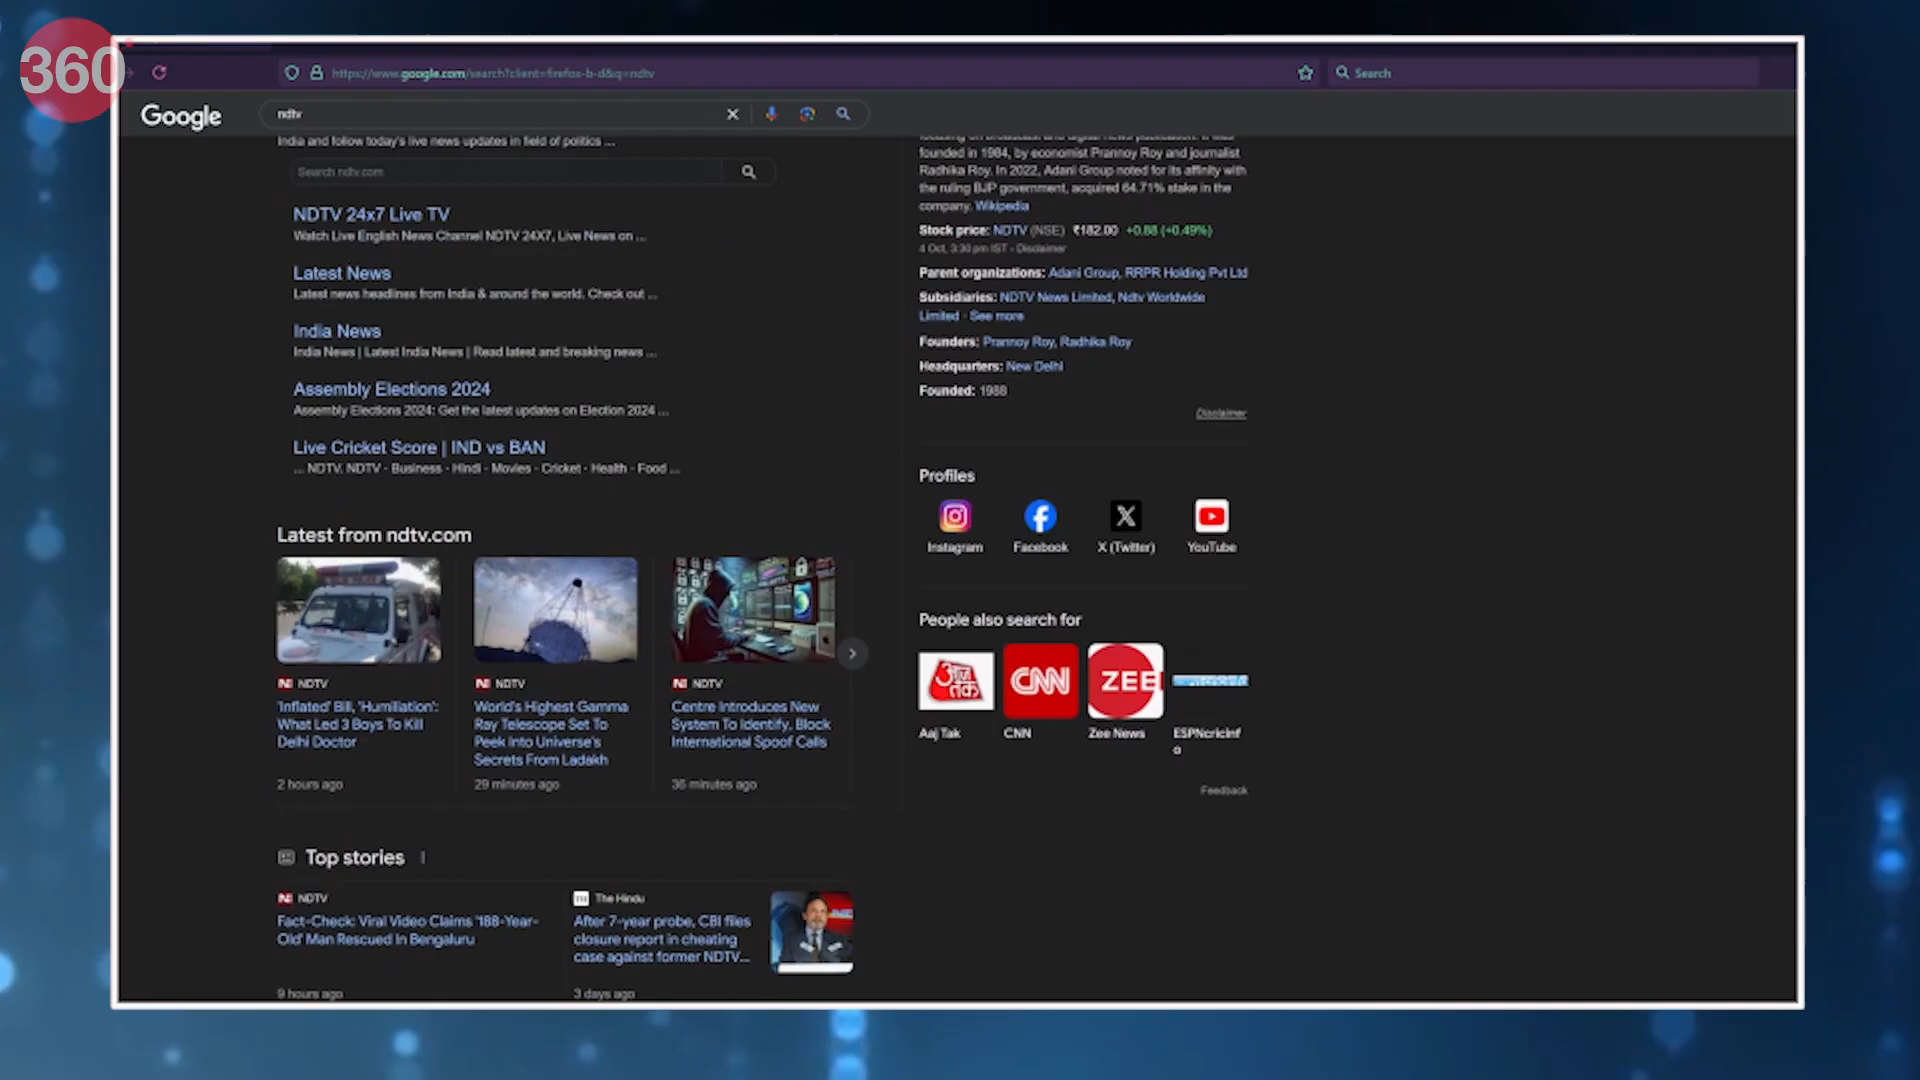 360
https://www.google.com/search?client=firefox-b-d&q=ndtv
Search
Google
ndtv
India and follow today's live news updates in field of politics ...
Search ndtv.com
NDTV 24x7 Live TV
Watch Live English News Channel NDTV 24X7, Live News on ...
Latest News
Latest news headlines from India & around the world. Check out ...
India News
India News | Latest India News | Read latest and breaking news ...
Assembly Elections 2024
Assembly Elections 2024: Get the latest updates on Election 2024 ...
Live Cricket Score | IND vs BAN
... NDTV. NDTV - Business - Hindi - Movies - Cricket - Health - Food ...
Latest from ndtv.com
NDTV
'Inflated' Bill, 'Humiliation':
What Led 3 Boys To Kill
Delhi Doctor
2 hours ago
NDTV
World's Highest Gamma
Ray Telescope Set To
Peek Into Universe's
Secrets From Ladakh
29 minutes ago
NDTV
Centre Introduces New
System To Identify, Block
International Spoof Calls
36 minutes ago
Top stories
NDTV
Fact-Check: Viral Video Claims '188-Year-
Old' Man Rescued In Bengaluru
9 hours ago
The Hindu
After 7-year probe, CBI files
closure report in cheating
case against former NDTV...
3 days ago
founded in 1984, by economist Prannoy Roy and journalist
Radhika Roy. In 2022, Adani Group noted for its affinity with
the ruling BJP government, acquired 64.71% stake in the
company. Wikipedia
Stock price: NDTV (NSE) ₹182.00 +0.88 (+0.49%)
4 Oct, 3:30 pm IST - Disclaimer
Parent organizations: Adani Group, RRPR Holding Pvt Ltd
Subsidiaries: NDTV News Limited, Ndtv Worldwide
Limited · See more
Founders: Prannoy Roy, Radhika Roy
Headquarters: New Delhi
Founded: 1988
Disclaimer
Profiles
Instagram
Facebook
X (Twitter)
YouTube
People also search for
आज तक
CNN
ZEE
Aaj Tak
CNN
Zee News
ESPNcricinf
o
Feedback